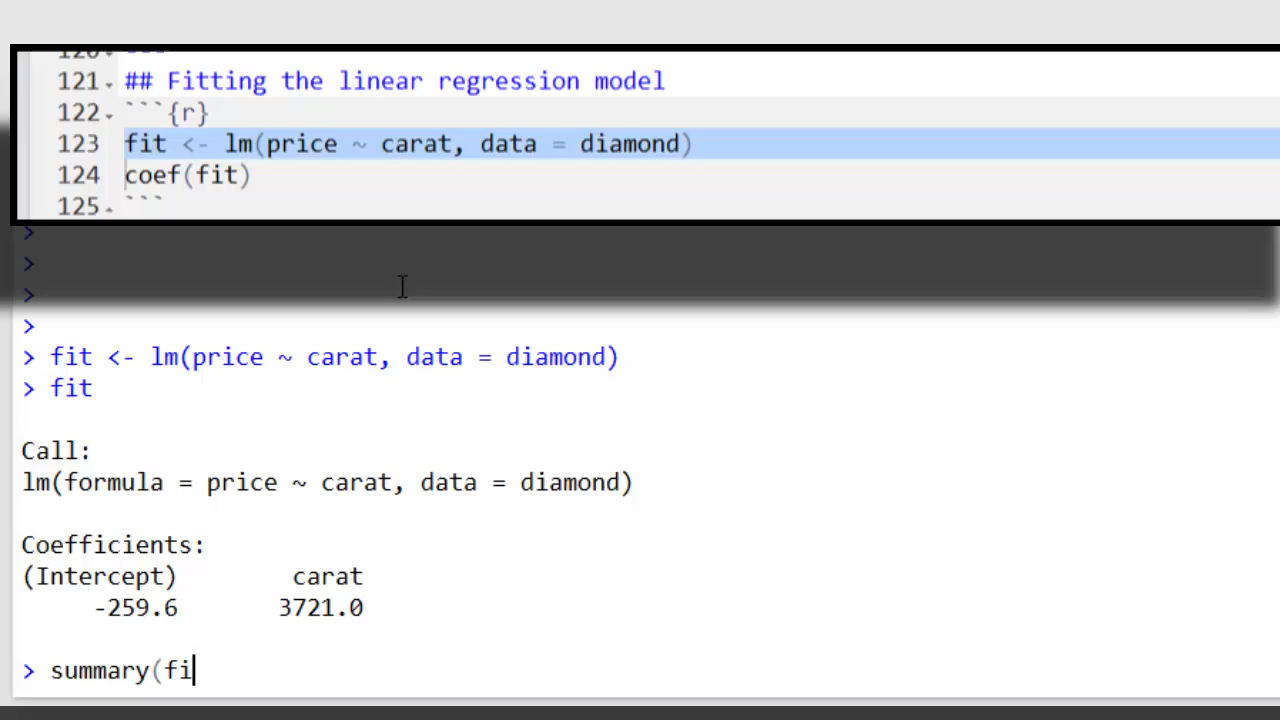 121 ## Fitting the linear regression model
122 ```{r}
123 fit <- lm(price ~ carat, data = diamond)
124 coef(fit)
125 ```
>
>
>
>
> fit <- lm(price ~ carat, data = diamond)
> fit
Call:
lm(formula = price ~ carat, data = diamond)
Coefficients:
(Intercept) carat
-259.6 3721.0
> summary(fi